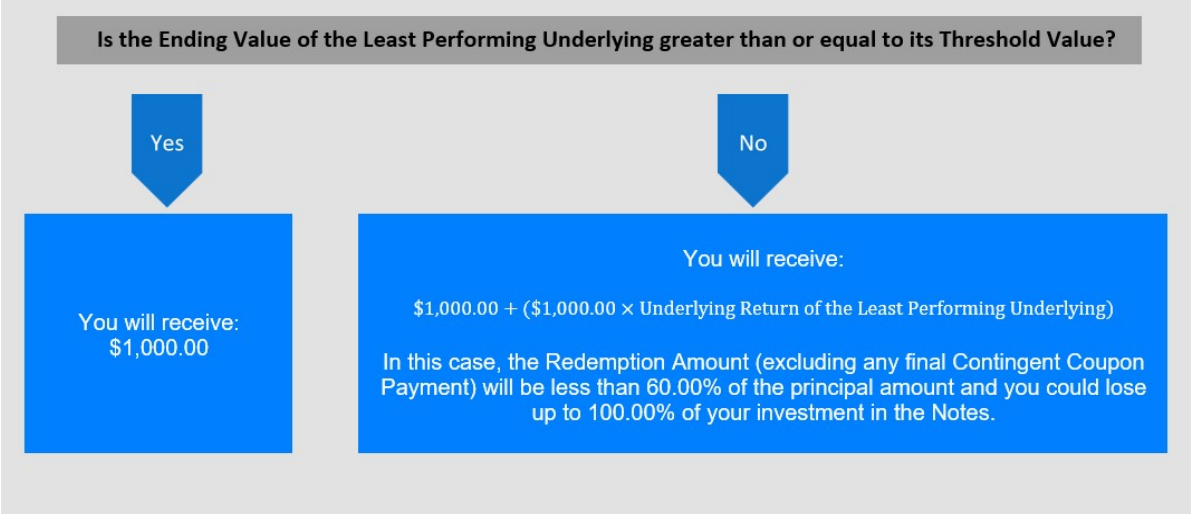 Is the Ending Value of the Least Performing Underlying greater than or equal to its Threshold Value?
Yes
No
You will receive:
$1,000.00
You will receive:
$1,000.00 + ($1,000.00 × Underlying Return of the Least Performing Underlying)
In this case, the Redemption Amount (excluding any final Contingent Coupon
Payment) will be less than 60.00% of the principal amount and you could lose
up to 100.00% of your investment in the Notes.